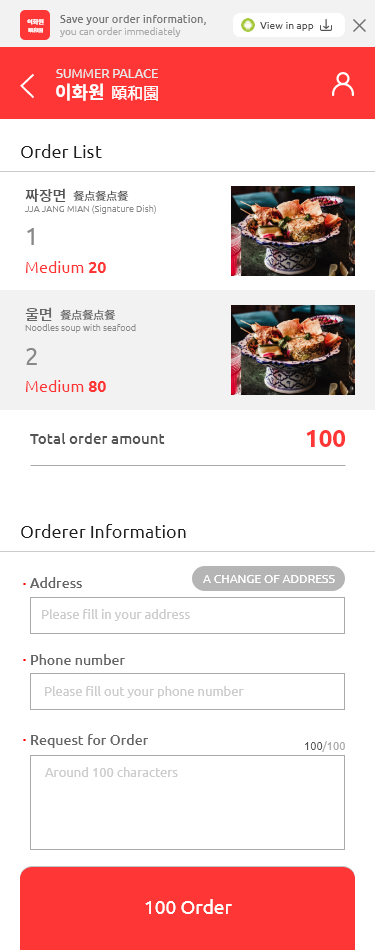 이화원
頤和園
Save your order information,
you can order immediately
View in app
SUMMER PALACE
이화원 頤和園
Order List
짜장면 餐点餐点餐
JJA JANG MIAN (Signature Dish)
1
Medium 20
울면 餐点餐点餐
Noodles soup with seafood
2
Medium 80
Total order amount 100
Orderer Information
· Address
A CHANGE OF ADDRESS
Please fill in your address
· Phone number
Please fill out your phone number
· Request for Order
100/100
Around 100 characters
100 Order